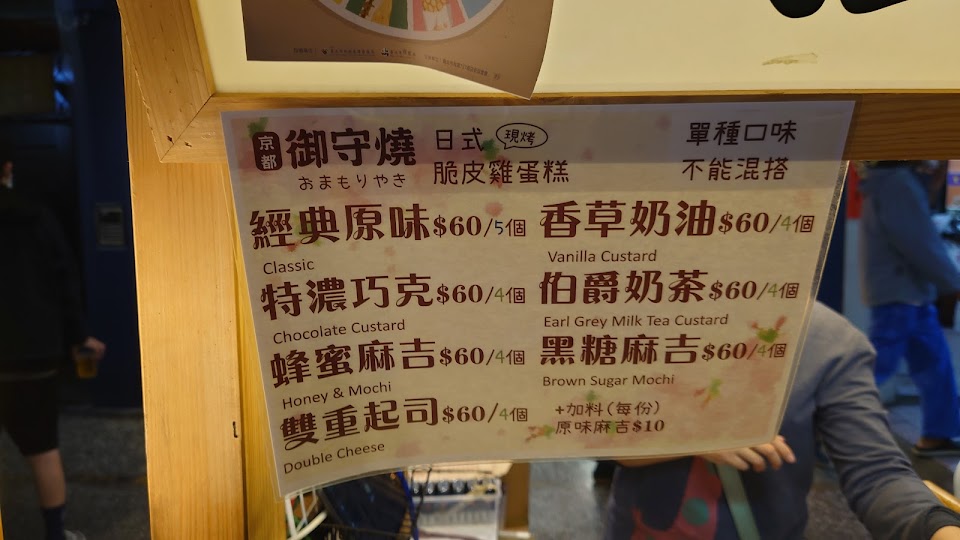 京都 御守燒 日式 現烤 單種口味
おまもりやき 脆皮雞蛋糕 不能混搭
經典原味$60/5個 香草奶油$60/4個
Classic Vanilla Custard
特濃巧克$60/4個 伯爵奶茶$60/4個
Chocolate Custard Earl Grey Milk Tea Custard
蜂蜜麻吉$60/4個 黑糖麻吉$60/4個
Honey & Mochi Brown Sugar Mochi
雙重起司$60/4個 +加料(每份)
原味麻吉$10
Double Cheese